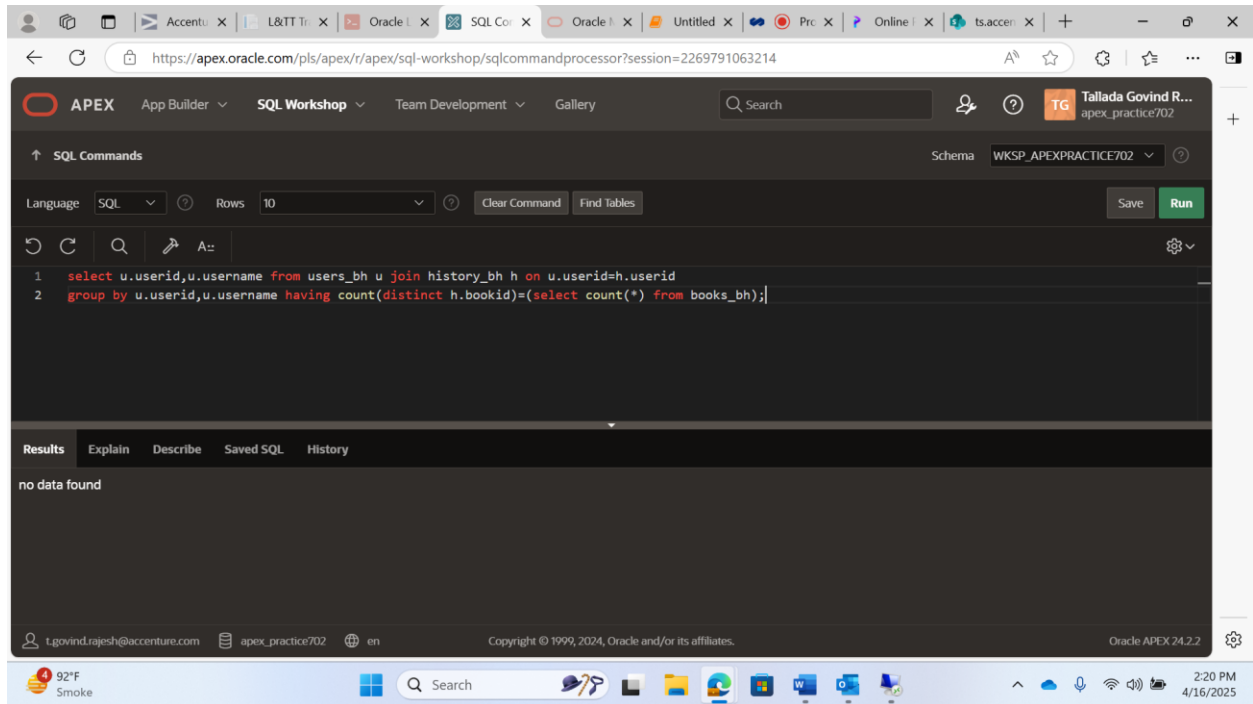 Accentu
L&TT Tr
Oracle L
SQL Cor
Oracle
Untitled
Pro
Online
ts.accen
https://apex.oracle.com/pls/apex/r/apex/sql-workshop/sqlcommandprocessor?session=2269791063214
APEX App Builder SQL Workshop Team Development Gallery Search TG Tallada Govind R...
apex_practice702
SQL Commands Schema WKSP_APEXPRACTICE702
Language SQL Rows 10 Clear Command Find Tables Save Run
1 select u.userid,u.username from users_bh u join history_bh h on u.userid=h.userid
2 group by u.userid,u.username having count(distinct h.bookid)=(select count(*) from books_bh);
Results Explain Describe Saved SQL History
no data found
t.govind.rajesh@accenture.com apex_practice702 en Copyright © 1999, 2024, Oracle and/or its affiliates. Oracle APEX 24.2.2
4 92°F Search 2:20 PM
Smoke 4/16/2025